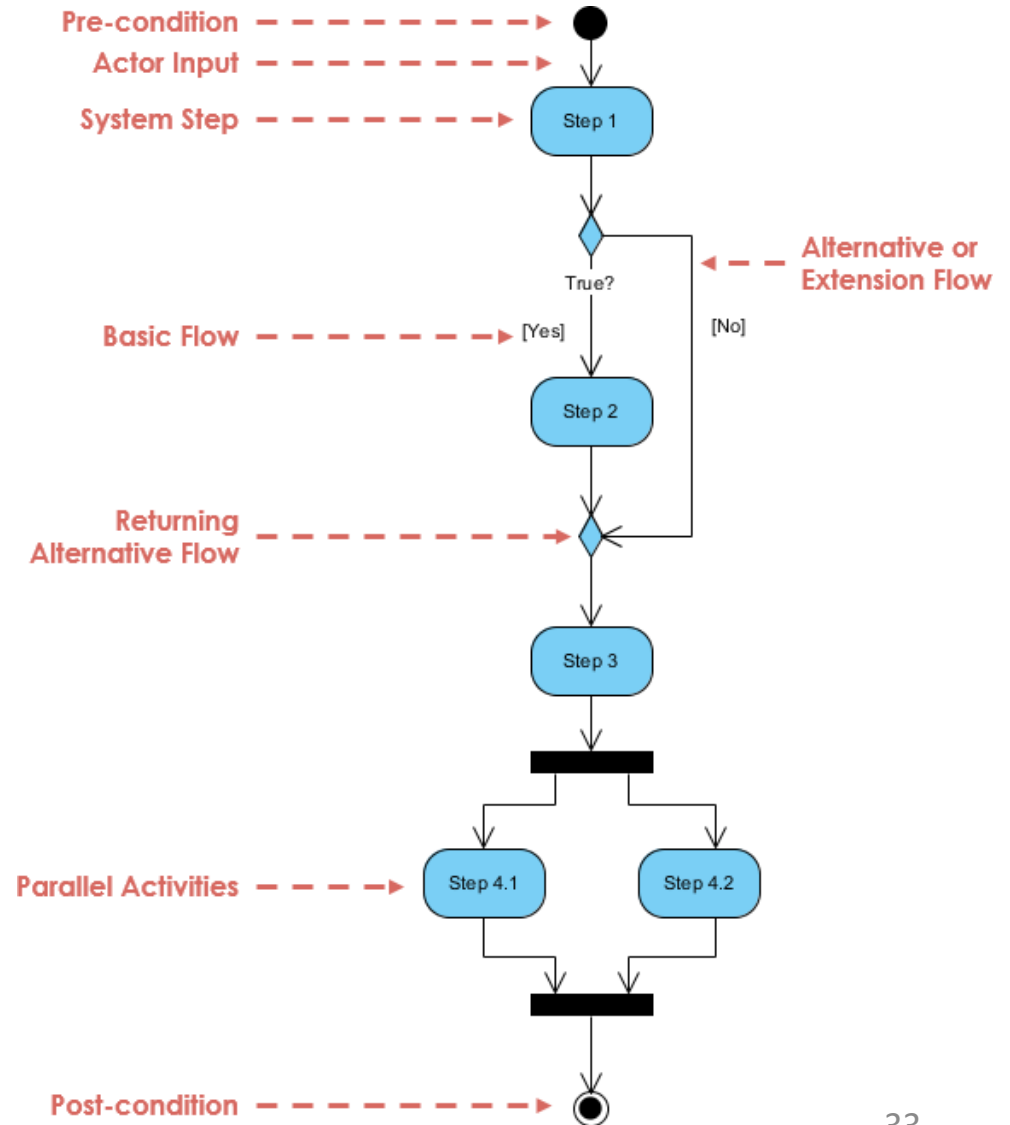 Pre-condition
Actor Input
System Step
Step 1
Alternative or
Extension Flow
True?
Basic Flow
[Yes]
[No]
Step 2
Returning
Alternative Flow
Step 3
Parallel Activities
Step 4.1
Step 4.2
Post-condition
33